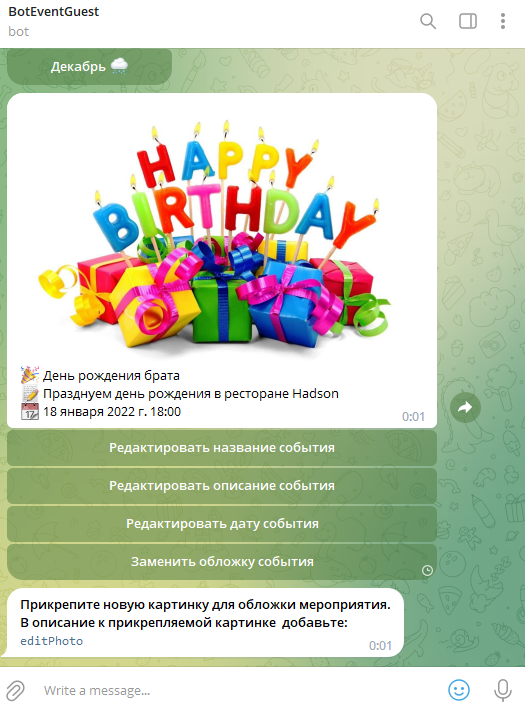 BotEventGuest
bot
Декабрь
HAPPY
BIRTHDAY
День рождения брата
Празднуем день рождения в ресторане Hadson
18 января 2022 г. 18:00
0:01
Редактировать название события
Редактировать описание события
Редактировать дату события
Заменить обложку события
Прикрепите новую картинку для обложки мероприятия.
В описание к прикрепляемой картинке добавьте:
editPhoto
0:01
Write a message...